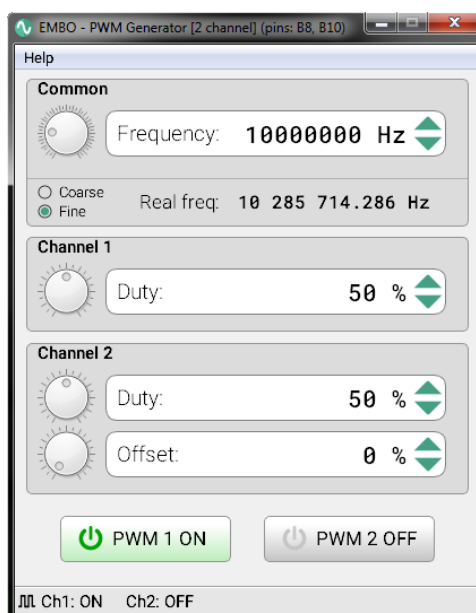 EMBO - PWM Generator [2 channel] (pins: B8, B10)
Help
Common
Frequency: 10000000 Hz
Coarse
Fine
Real freq: 10 285 714.286 Hz
Channel 1
Duty: 50 %
Channel 2
Duty: 50 %
Offset: 0 %
PWM 1 ON PWM 2 OFF
Ch1: ON Ch2: OFF